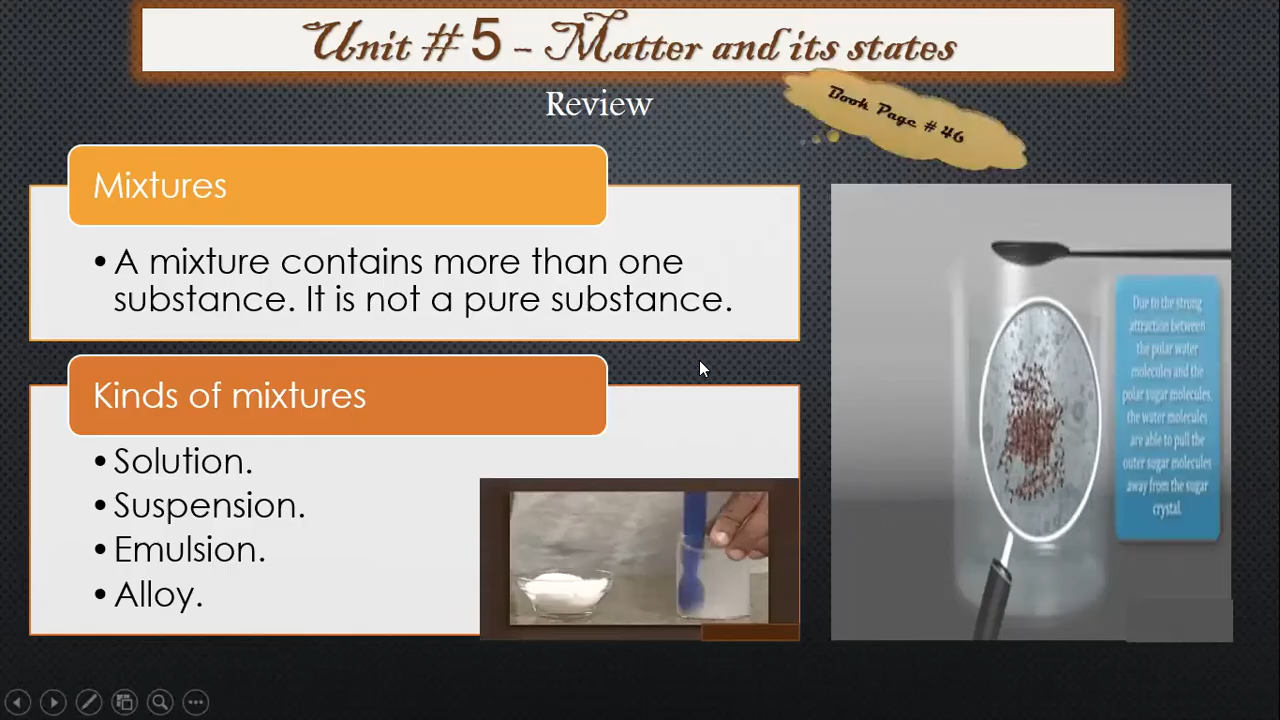 Unit # 5 - Matter and its states
Review
Book Page # 46
Mixtures
• A mixture contains more than one
substance. It is not a pure substance.
Kinds of mixtures
• Solution.
• Suspension.
• Emulsion.
• Alloy.
Due to the strong
attraction between
the polar water
molecules and the
polar sugar molecules,
the water molecules
are able to pull the
outer sugar molecules
away from the sugar
crystal.